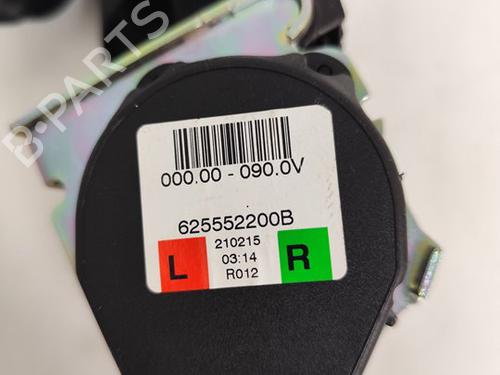 B-PARTS
000.00 - 090.0V
625552200B
L 210215 R
03:14
R012